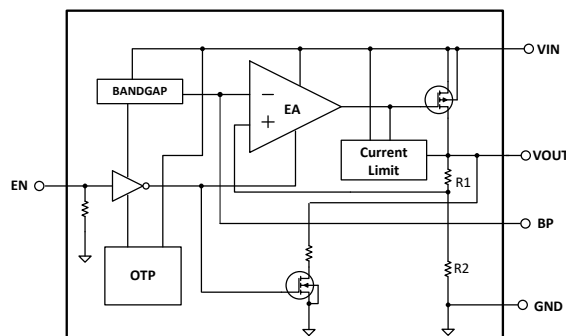 VIN
BANDGAP
−
EA
+
Current
Limit
VOUT
R1
EN
BP
OTP
R2
GND